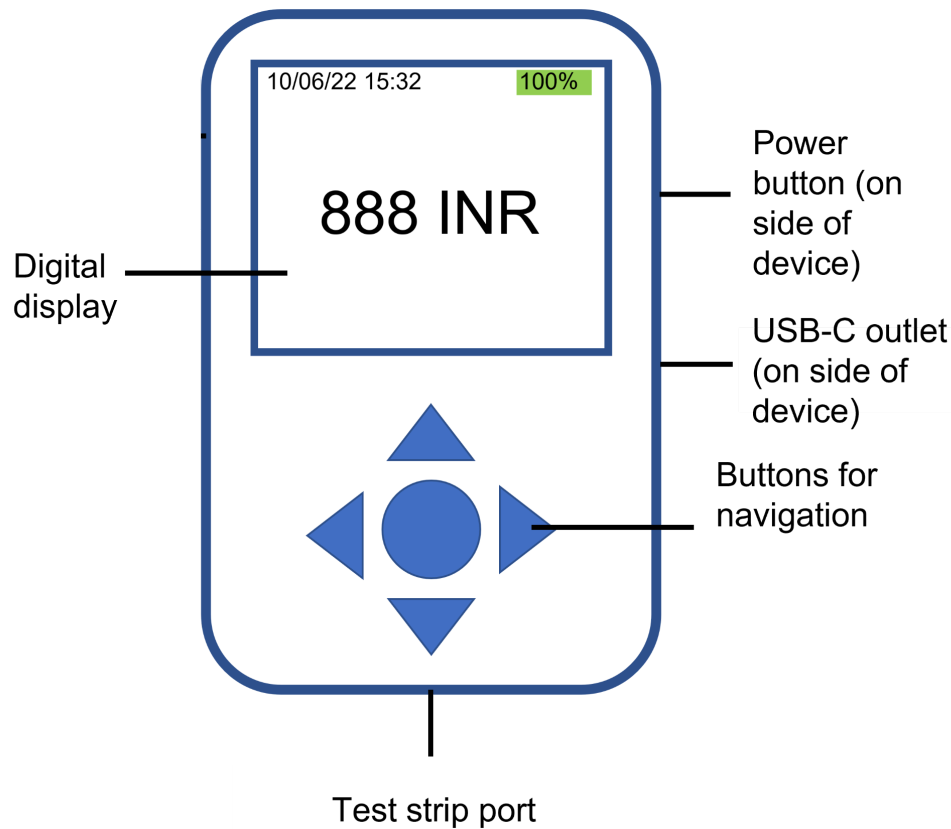 10/06/22 15:32 100%
888 INR
Digital
display
Power
button (on
side of
device)
USB-C outlet
(on side of
device)
Buttons for
navigation
Test strip port